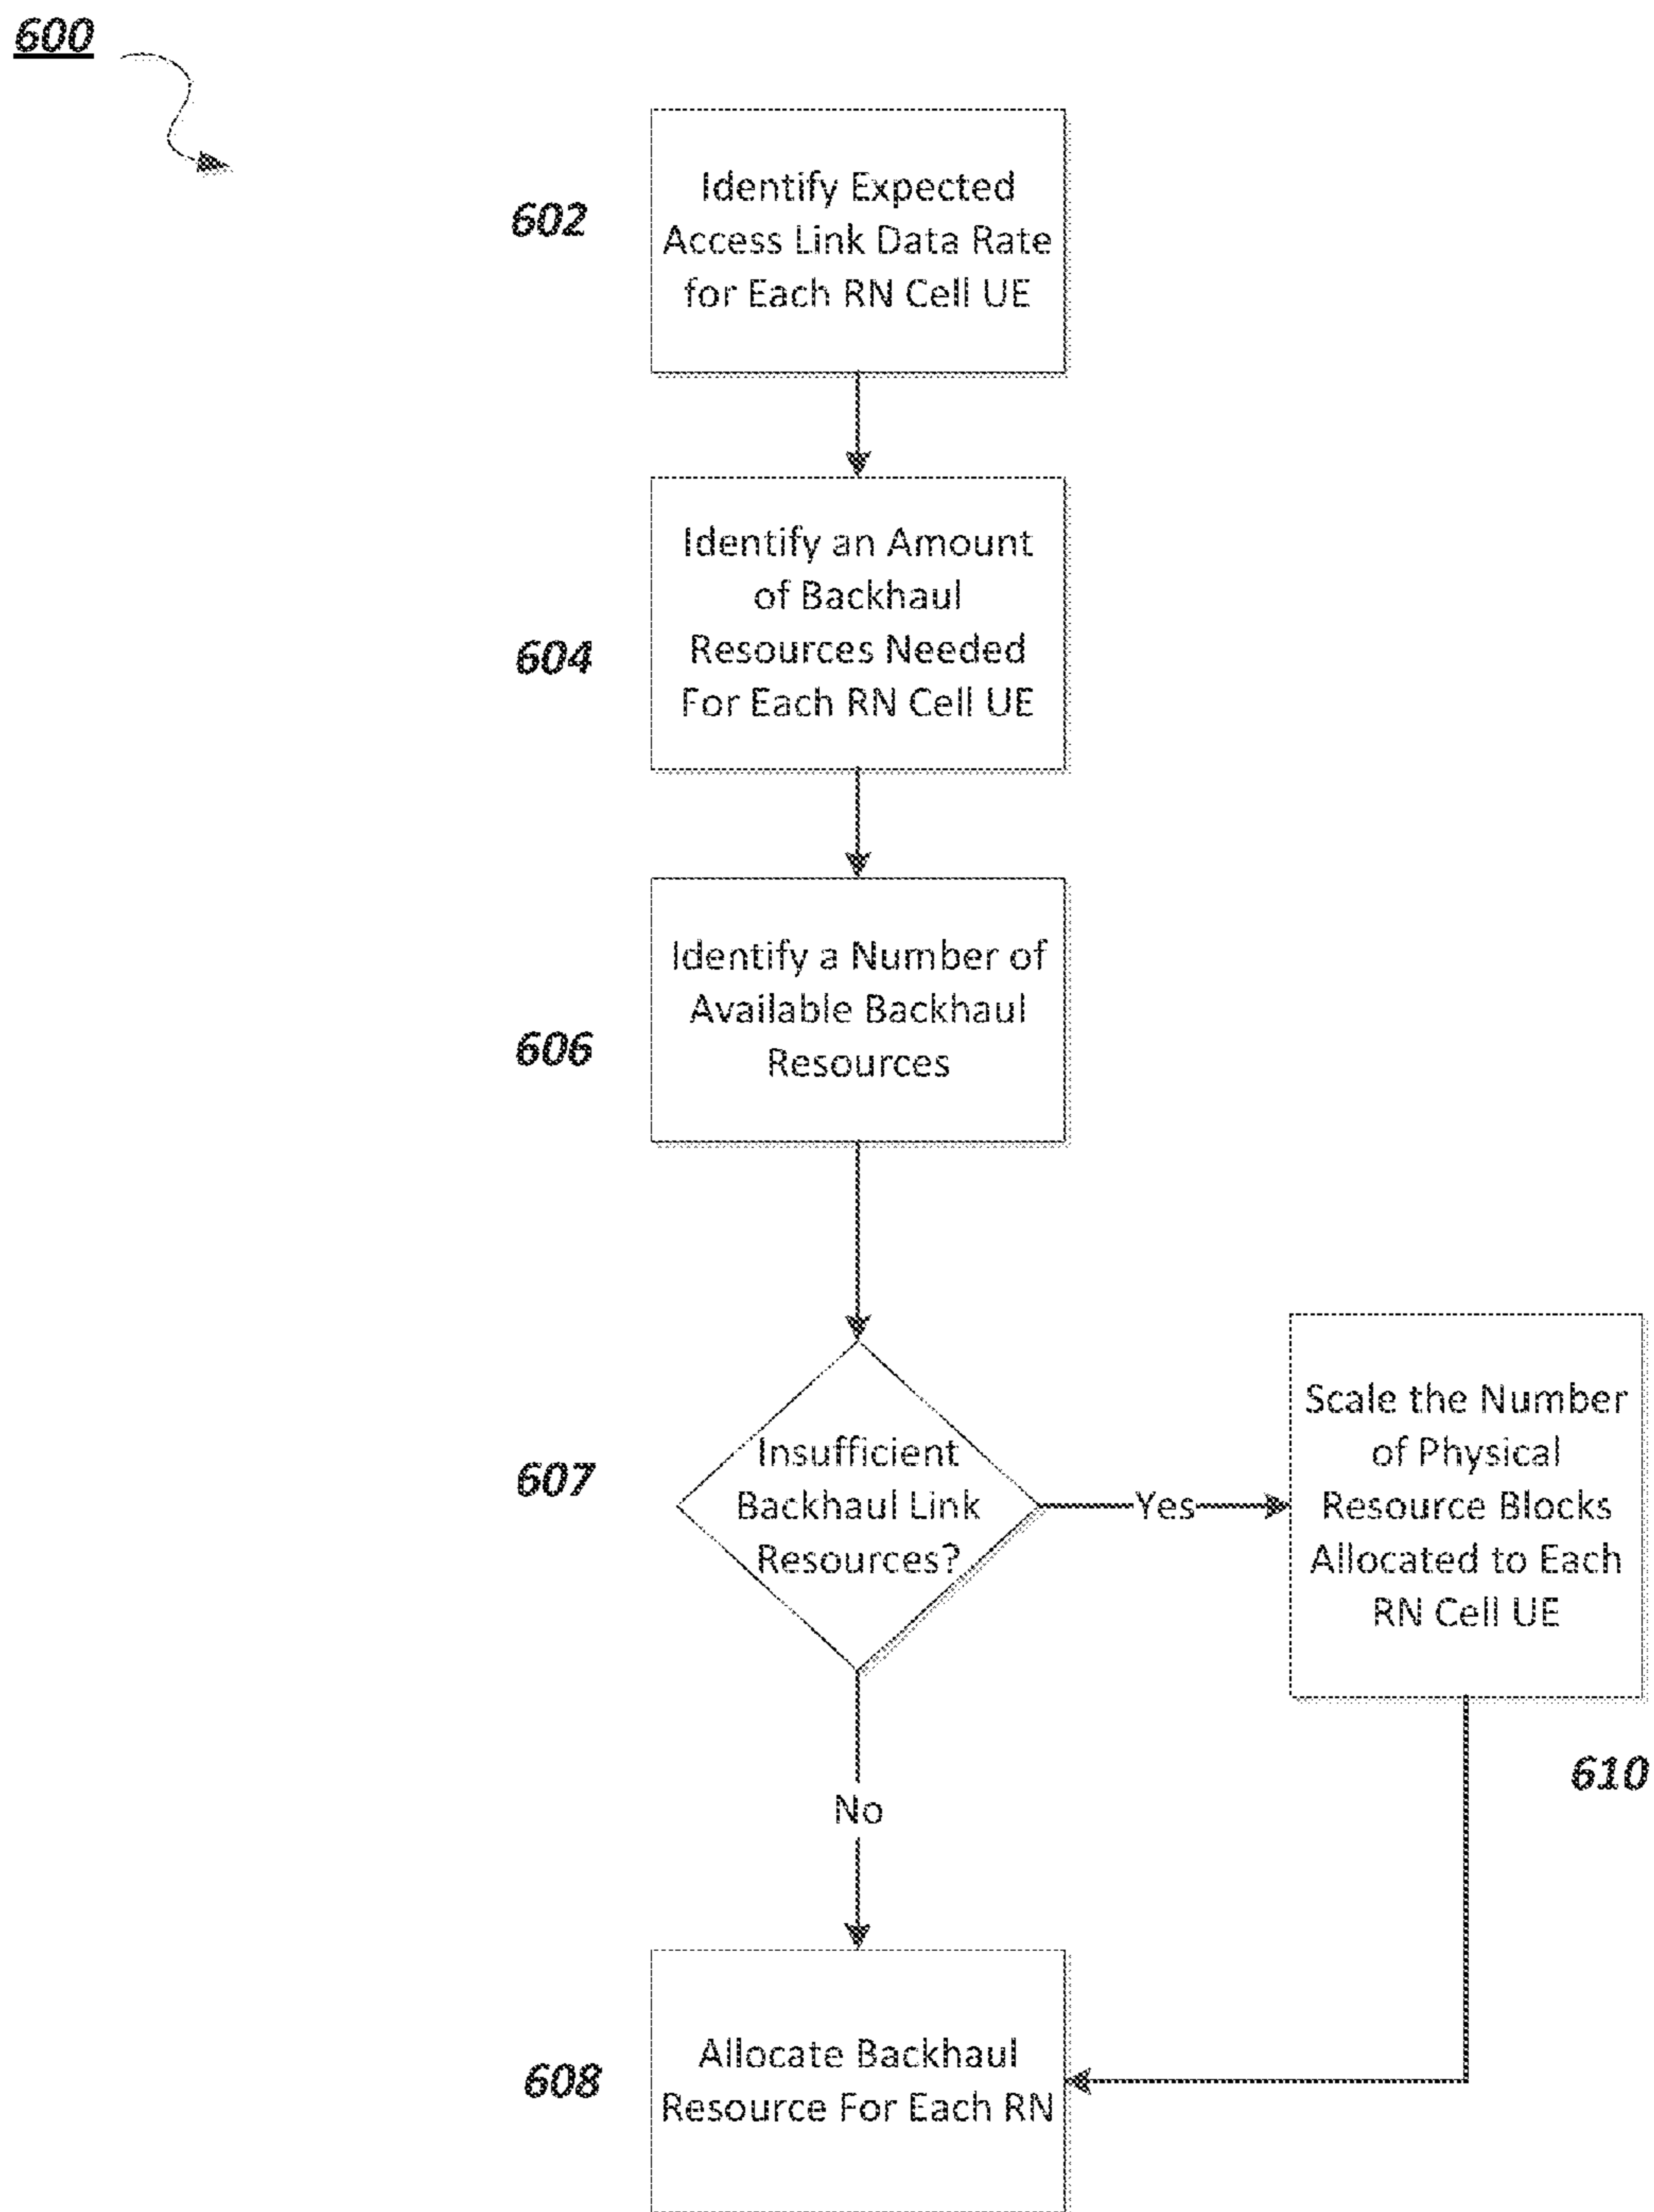 600
602
Identify Expected
Access Link Data Rate
for Each RN Cell UE
604
Identify an Amount
of Backhaul
Resources Needed
For Each RN Cell UE
606
Identify a Number of
Available Backhaul
Resources
607
Insufficient
Backhaul Link
Resources?
Yes
Scale the Number
of Physical
Resource Blocks
Allocated to Each
RN Cell UE
610
No
608
Allocate Backhaul
Resource For Each RN